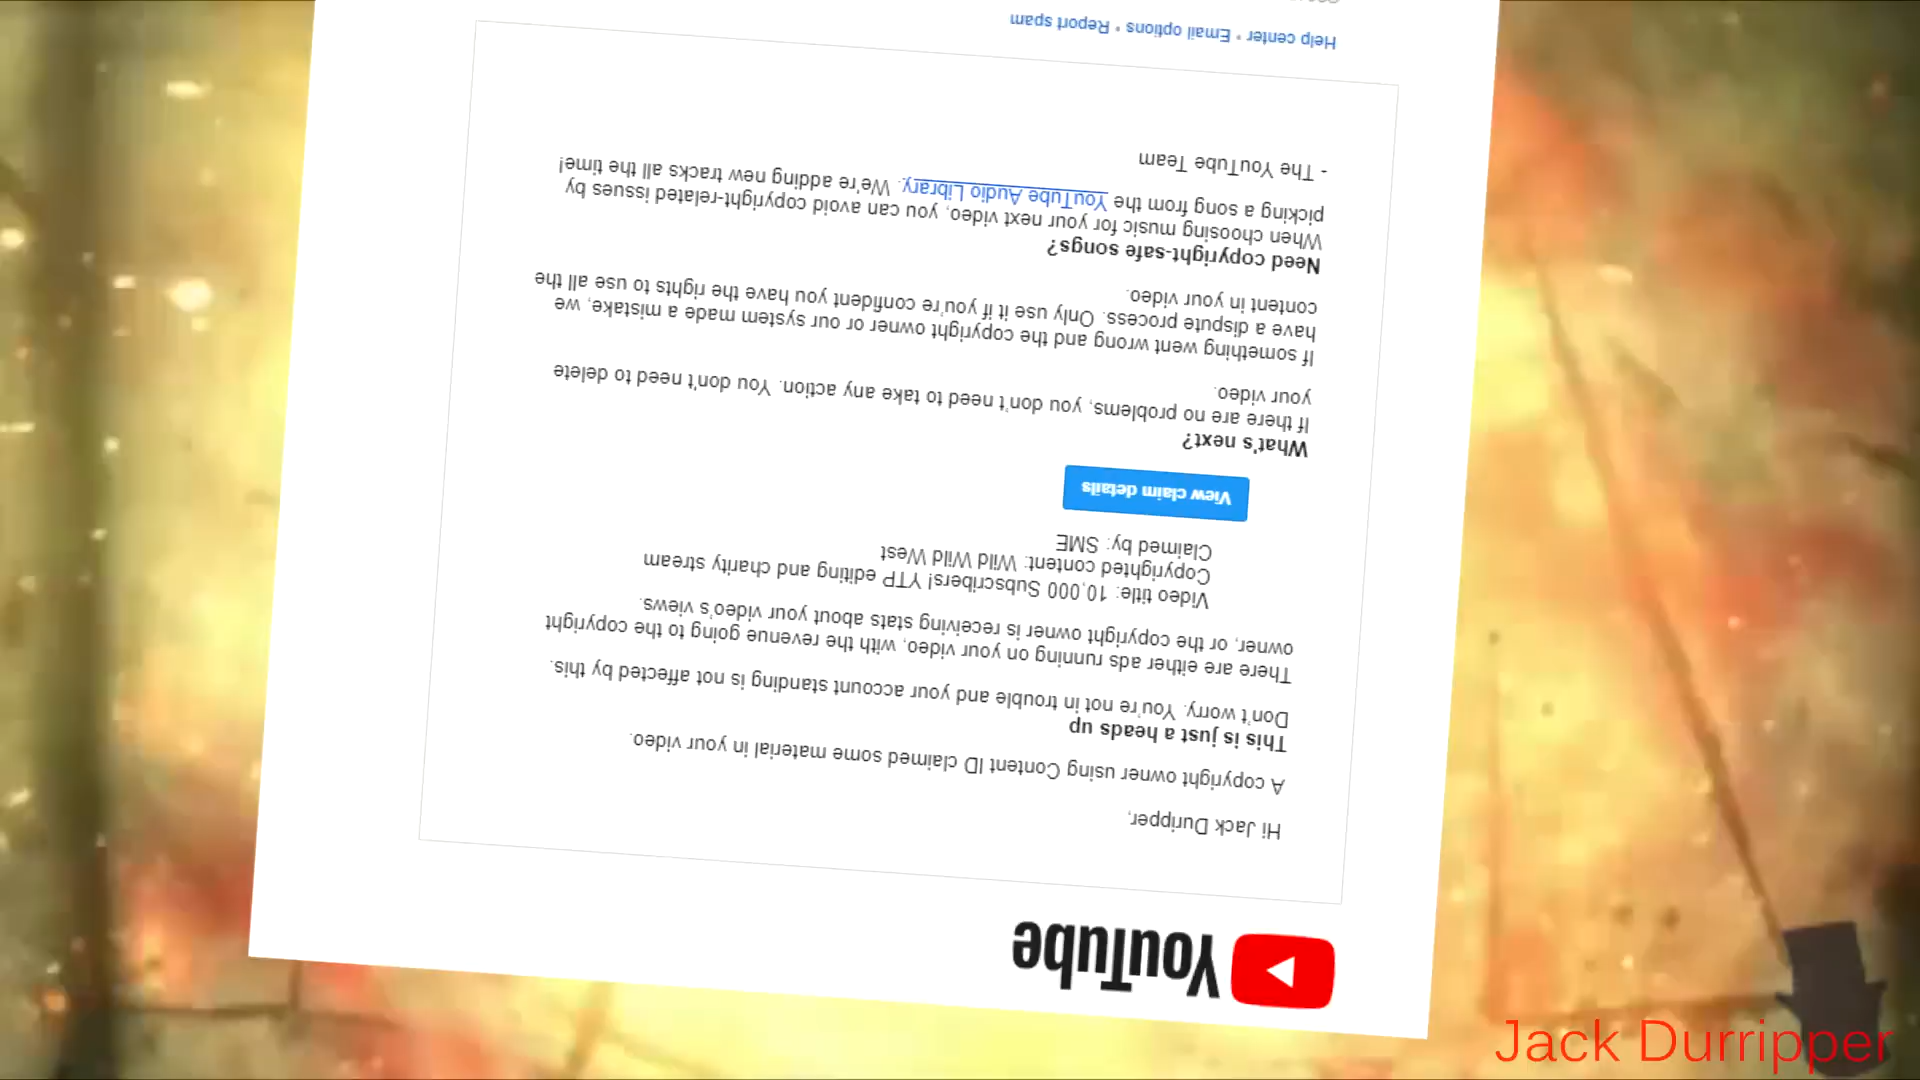 YouTube
Hi Jack Duripper,
A copyright owner using Content ID claimed some material in your video.
This is just a heads up
Don't worry. You're not in trouble and your account standing is not affected by this.
There are either ads running on your video, with the revenue going to the copyright
owner, or the copyright owner is receiving stats about your video's views.
Video title: 10,000 Subscribers! YTP editing and charity stream
Copyrighted content: Wild Wild West
Claimed by: SME
View claim details
What's next?
If there are no problems, you don't need to take any action. You don't need to delete
your video.
If something went wrong and the copyright owner or our system made a mistake, we
have a dispute process. Only use it if you're confident you have the rights to use all the
content in your video.
Need copyright-safe songs?
When choosing music for your next video, you can avoid copyright-related issues by
picking a song from the YouTube Audio Library. We're adding new tracks all the time!
- The YouTube Team
Help center • Email options • Report spam
Jack Durripper